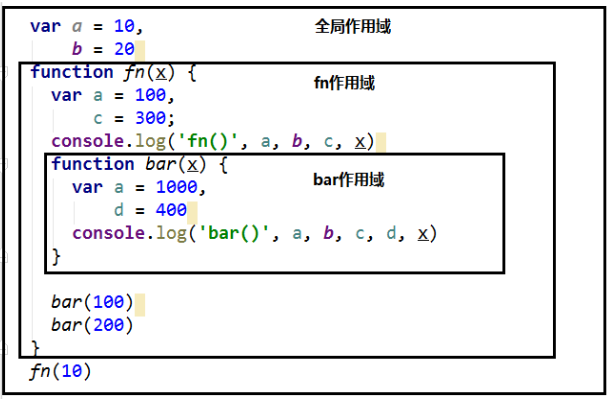 var a = 10,                    全局作用域
    b = 20
function fn(x) {               fn作用域
  var a = 100,
      c = 300;
  console.log('fn()', a, b, c, x)
  function bar(x) {            bar作用域
    var a = 1000,
        d = 400
    console.log('bar()', a, b, c, d, x)
  }
  bar(100)
  bar(200)
}
fn(10)